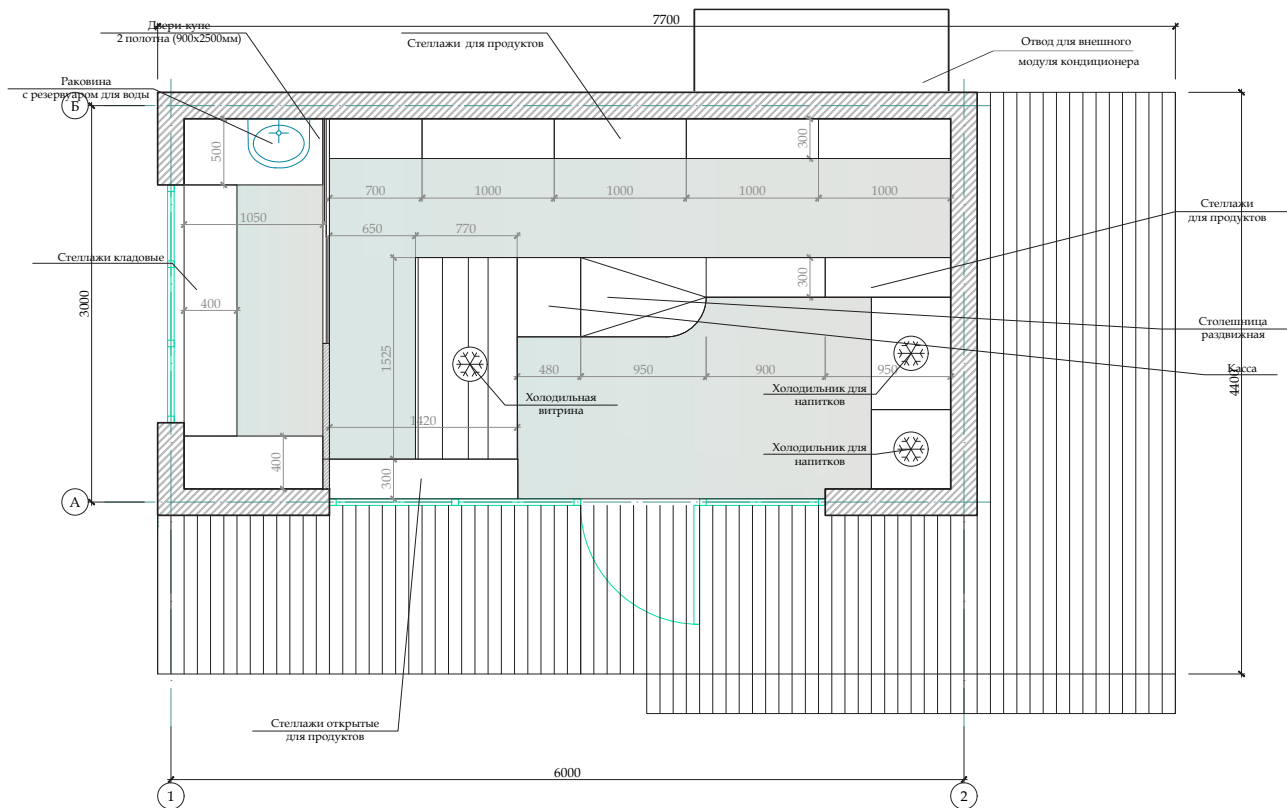 7700
Двери-купе
2 полотна (900х2500мм)
Стеллажи для продуктов
Отвод для внешного
модуля кондиционера
Раковина
с резервуаром для воды
Б
500
300
700
1000
1000
1000
1000
1050
650
770
Стеллажи
для продуктов
Стеллажи кладовые
300
400
3000
Столешница
раздвижная
1525
480
950
900
950
Касса
4400
Холодильная
витрина
Холодильник для
напитков
1420
400
300
Холодильник для
напитков
А
Стеллажи открытые
для продуктов
6000
1
2